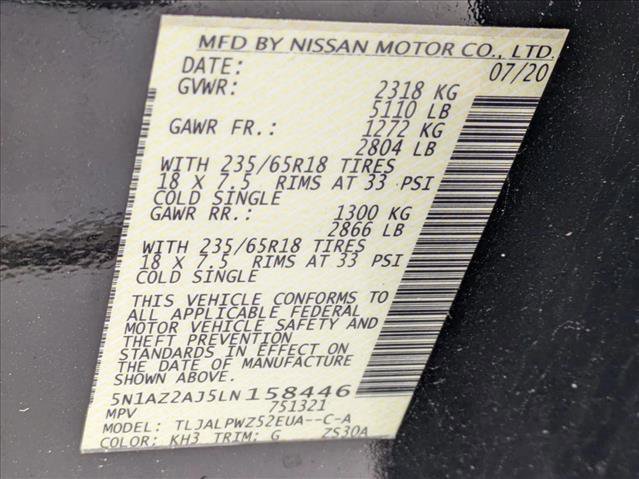 MFD BY NISSAN MOTOR CO., LTD.
DATE: 07/20
GVWR: 2318 KG
5110 LB
GAWR FR.: 1272 KG
2804 LB
WITH 235/65R18 TIRES
18 X 7.5 RIMS AT 33 PSI
COLD SINGLE
GAWR RR.: 1300 KG
2866 LB
WITH 235/65R18 TIRES
18 X 7.5 RIMS AT 33 PSI
COLD SINGLE
THIS VEHICLE CONFORMS TO
ALL APPLICABLE FEDERAL
MOTOR VEHICLE SAFETY AND
THEFT PREVENTION
STANDARDS IN EFFECT ON
THE DATE OF MANUFACTURE
SHOWN ABOVE.
5N1AZ2AJ5LN158446
MPV 751321
MODEL: TLJALPWZ52EUA--C-A
COLOR: KH3 TRIM: G ZS30A